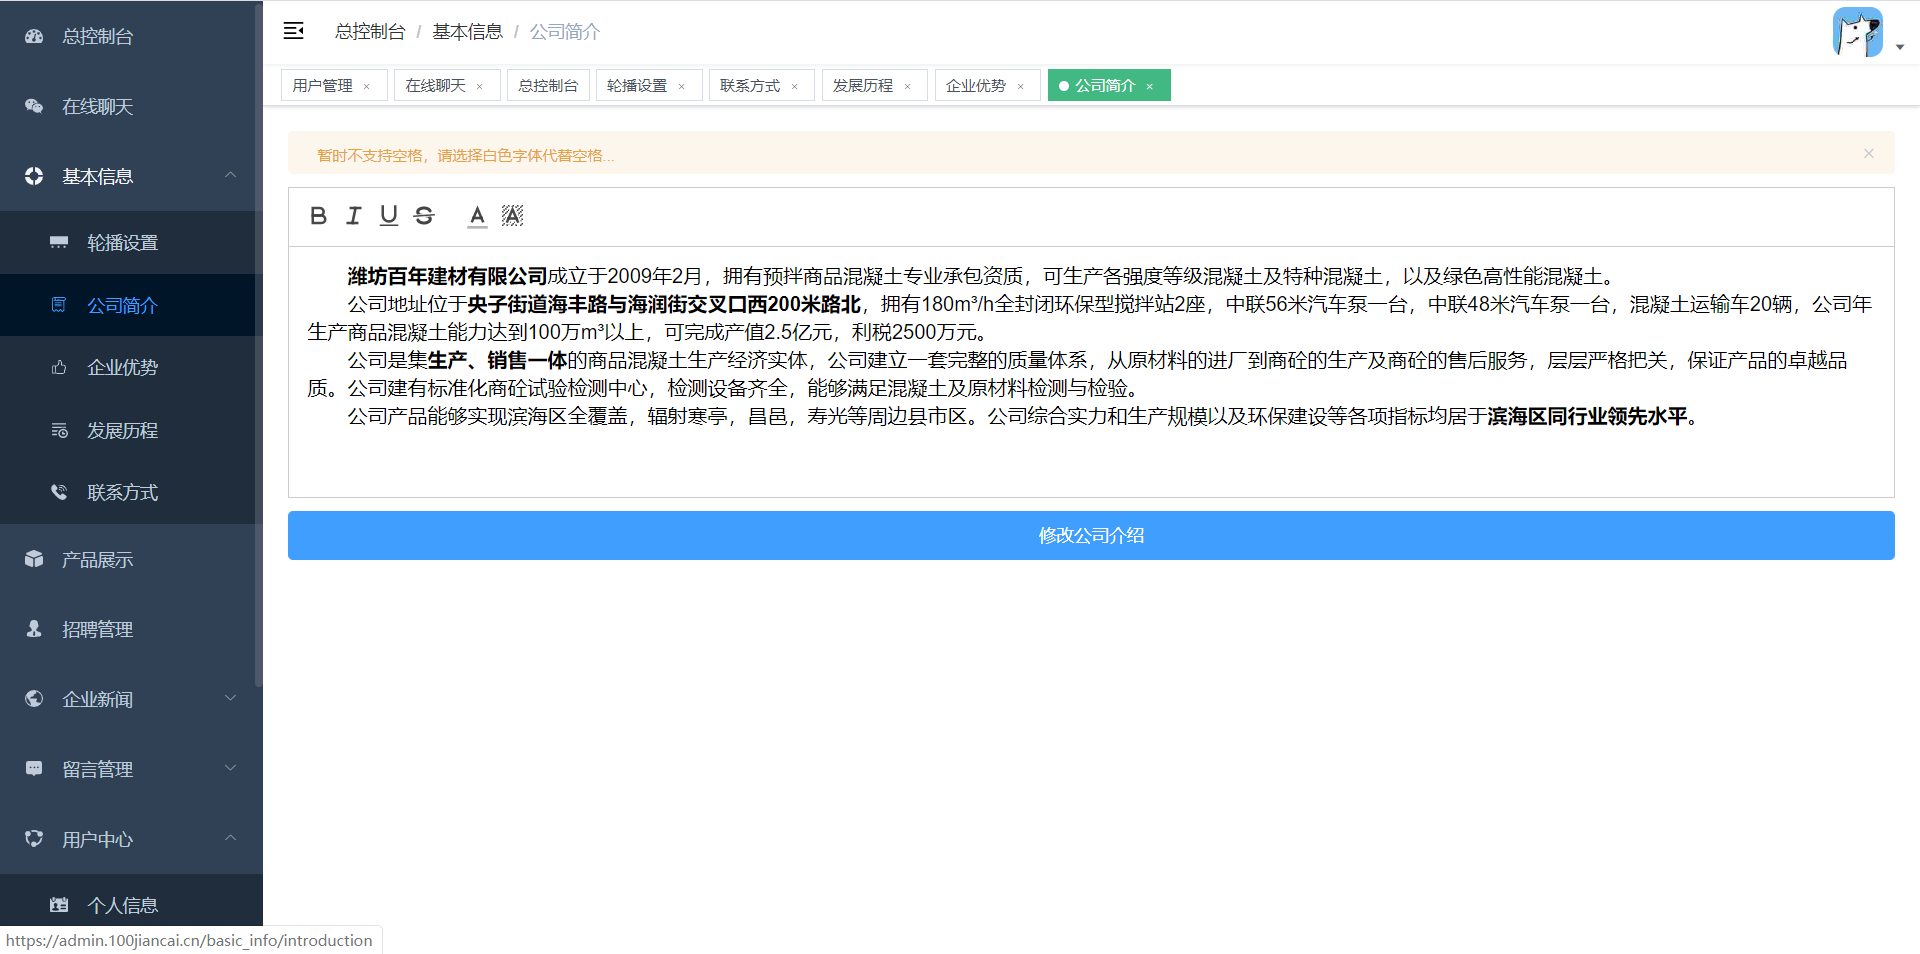 总控制台
在线聊天
基本信息
轮播设置
公司简介
企业优势
发展历程
联系方式
产品展示
招聘管理
企业新闻
留言管理
用户中心
个人信息
总控制台 / 基本信息 / 公司简介
用户管理 × 在线聊天 × 总控制台 轮播设置 × 联系方式 × 发展历程 × 企业优势 × 公司简介 ×
暂时不支持空格，请选择白色字体代替空格...
B I U S A A
潍坊百年建材有限公司成立于2009年2月，拥有预拌商品混凝土专业承包资质，可生产各强度等级混凝土及特种混凝土，以及绿色高性能混凝土。
公司地址位于央子街道海丰路与海润街交叉口西200米路北，拥有180m³/h全封闭环保型搅拌站2座，中联56米汽车泵一台，中联48米汽车泵一台，混凝土运输车20辆，公司年
生产商品混凝土能力达到100万m³以上，可完成产值2.5亿元，利税2500万元。
公司是集生产、销售一体的商品混凝土生产经济实体，公司建立一套完整的质量体系，从原材料的进厂到商砼的生产及商砼的售后服务，层层严格把关，保证产品的卓越品
质。公司建有标准化商砼试验检测中心，检测设备齐全，能够满足混凝土及原材料检测与检验。
公司产品能够实现滨海区全覆盖，辐射寒亭，昌邑，寿光等周边县市区。公司综合实力和生产规模以及环保建设等各项指标均居于滨海区同行业领先水平。
修改公司介绍
https://admin.100jiancai.cn/basic_info/introduction